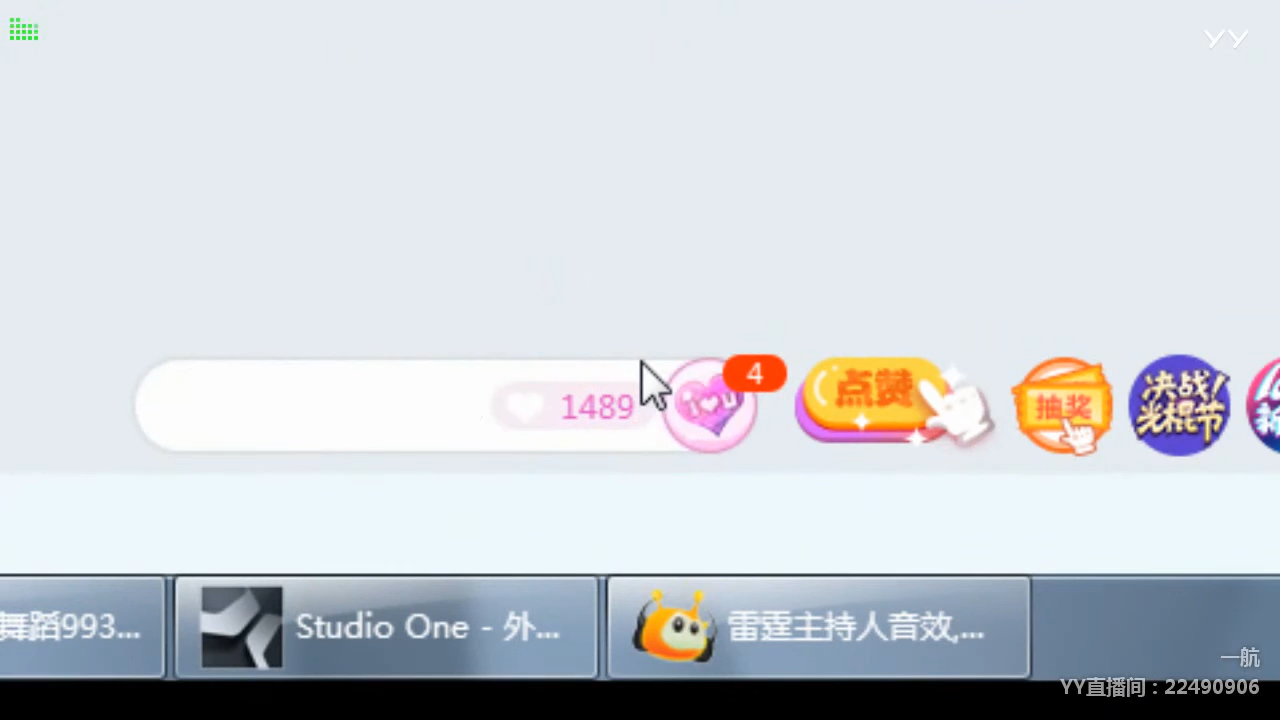 YY
1489
i♥u
4
点赞
抽奖
决战!
光棍节
新
舞蹈993...
Studio One - 外...
雷霆主持人音效,...
一航
YY直播间：22490906